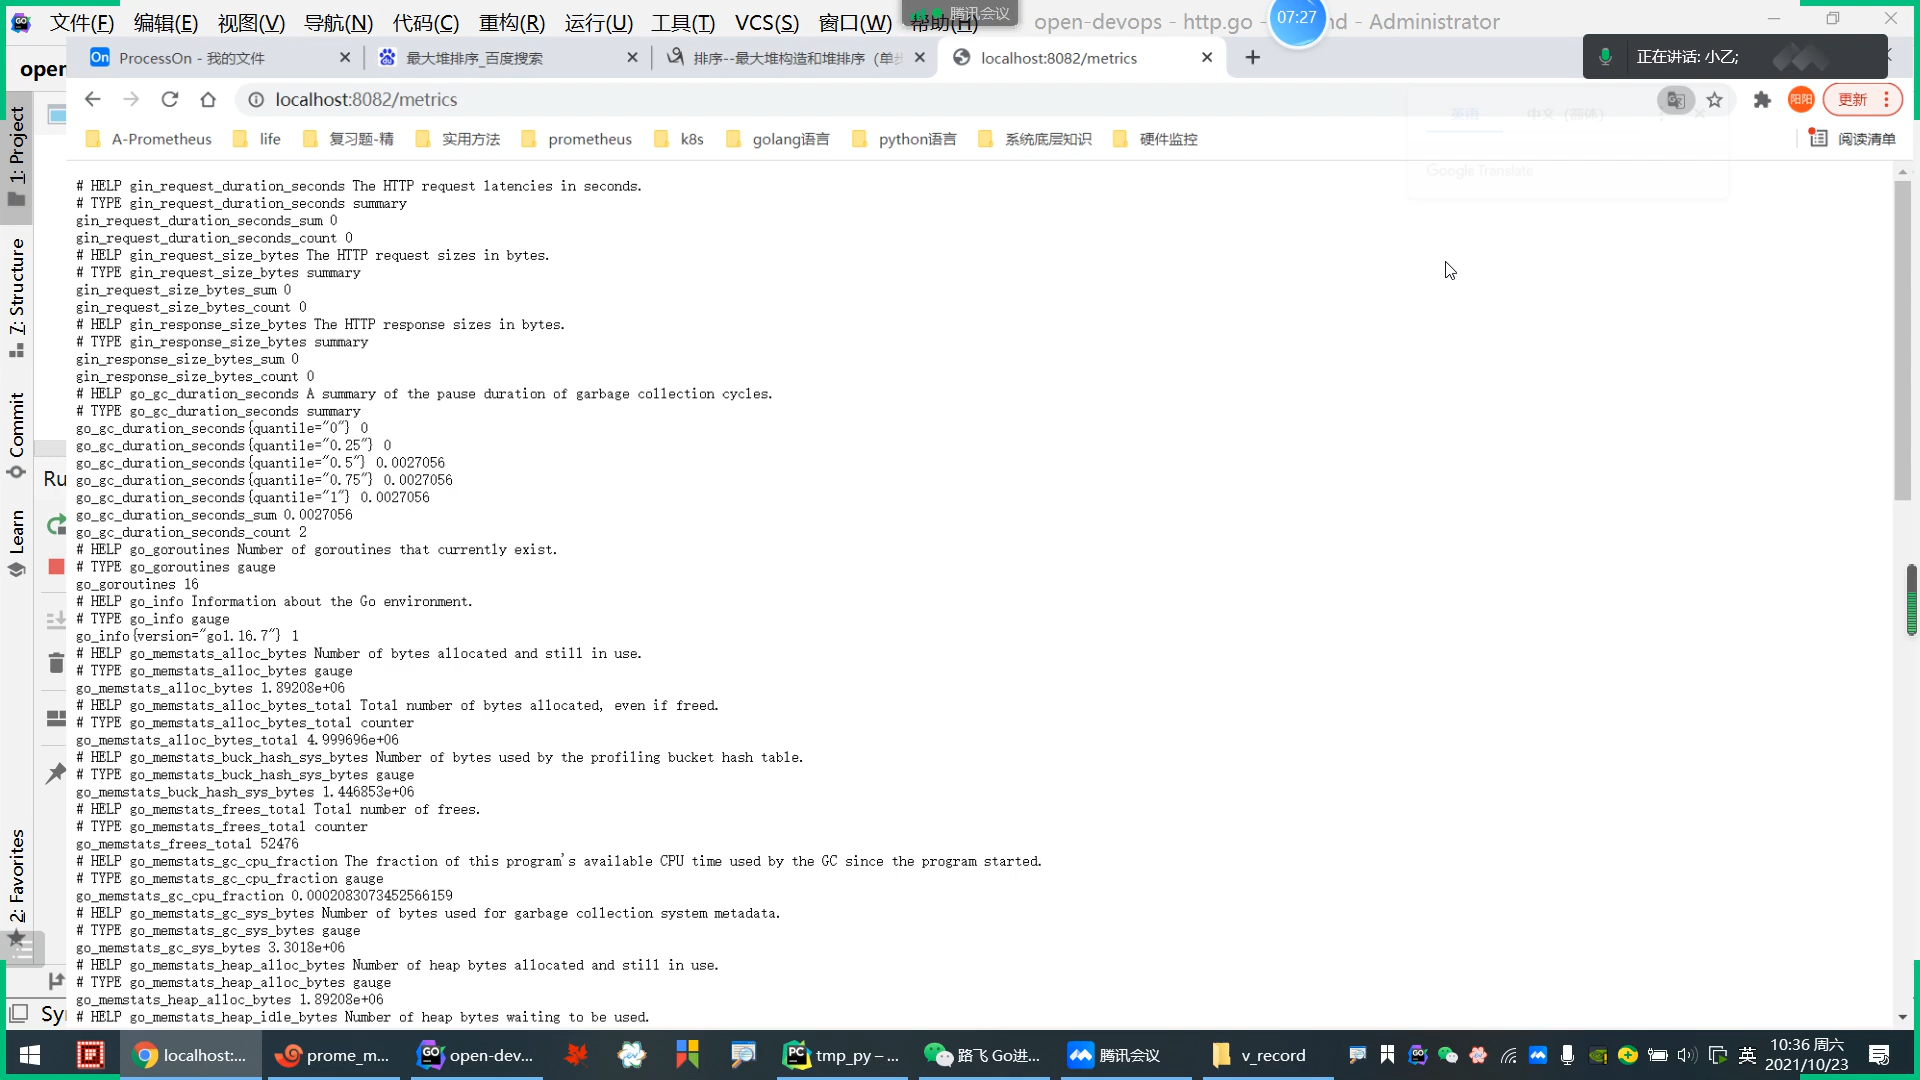 文件(F) 编辑(E) 视图(V) 导航(N) 代码(C) 重构(R) 运行(U) 工具(T) VCS(S) 窗口(W) 帮助(H) open-devops - http.go - Administrator
腾讯会议
07:27
正在讲话: 小乙;
ProcessOn - 我的文件
最大堆排序_百度搜索
排序--最大堆构造和堆排序（单步
localhost:8082/metrics
localhost:8082/metrics
更新
阳阳
英语
中文（简体）
Google Translate
A-Prometheus life 复习题-精 实用方法 prometheus k8s golang语言 python语言 系统底层知识 硬件监控 阅读清单
1: Project
7: Structure
Commit
Learn
2: Favorites
# HELP gin_request_duration_seconds The HTTP request latencies in seconds.
# TYPE gin_request_duration_seconds summary
gin_request_duration_seconds_sum 0
gin_request_duration_seconds_count 0
# HELP gin_request_size_bytes The HTTP request sizes in bytes.
# TYPE gin_request_size_bytes summary
gin_request_size_bytes_sum 0
gin_request_size_bytes_count 0
# HELP gin_response_size_bytes The HTTP response sizes in bytes.
# TYPE gin_response_size_bytes summary
gin_response_size_bytes_sum 0
gin_response_size_bytes_count 0
# HELP go_gc_duration_seconds A summary of the pause duration of garbage collection cycles.
# TYPE go_gc_duration_seconds summary
go_gc_duration_seconds{quantile="0"} 0
go_gc_duration_seconds{quantile="0.25"} 0
go_gc_duration_seconds{quantile="0.5"} 0.0027056
go_gc_duration_seconds{quantile="0.75"} 0.0027056
go_gc_duration_seconds{quantile="1"} 0.0027056
go_gc_duration_seconds_sum 0.0027056
go_gc_duration_seconds_count 2
# HELP go_goroutines Number of goroutines that currently exist.
# TYPE go_goroutines gauge
go_goroutines 16
# HELP go_info Information about the Go environment.
# TYPE go_info gauge
go_info{version="go1.16.7"} 1
# HELP go_memstats_alloc_bytes Number of bytes allocated and still in use.
# TYPE go_memstats_alloc_bytes gauge
go_memstats_alloc_bytes 1.89208e+06
# HELP go_memstats_alloc_bytes_total Total number of bytes allocated, even if freed.
# TYPE go_memstats_alloc_bytes_total counter
go_memstats_alloc_bytes_total 4.999696e+06
# HELP go_memstats_buck_hash_sys_bytes Number of bytes used by the profiling bucket hash table.
# TYPE go_memstats_buck_hash_sys_bytes gauge
go_memstats_buck_hash_sys_bytes 1.446853e+06
# HELP go_memstats_frees_total Total number of frees.
# TYPE go_memstats_frees_total counter
go_memstats_frees_total 52476
# HELP go_memstats_gc_cpu_fraction The fraction of this program's available CPU time used by the GC since the program started.
# TYPE go_memstats_gc_cpu_fraction gauge
go_memstats_gc_cpu_fraction 0.0002083073452566159
# HELP go_memstats_gc_sys_bytes Number of bytes used for garbage collection system metadata.
# TYPE go_memstats_gc_sys_bytes gauge
go_memstats_gc_sys_bytes 3.3018e+06
# HELP go_memstats_heap_alloc_bytes Number of heap bytes allocated and still in use.
# TYPE go_memstats_heap_alloc_bytes gauge
go_memstats_heap_alloc_bytes 1.89208e+06
# HELP go_memstats_heap_idle_bytes Number of heap bytes waiting to be used.
localhost:... prome_m... open-dev... tmp_py – ... 路飞 Go进... 腾讯会议 v_record 英
10:36 周六
2021/10/23